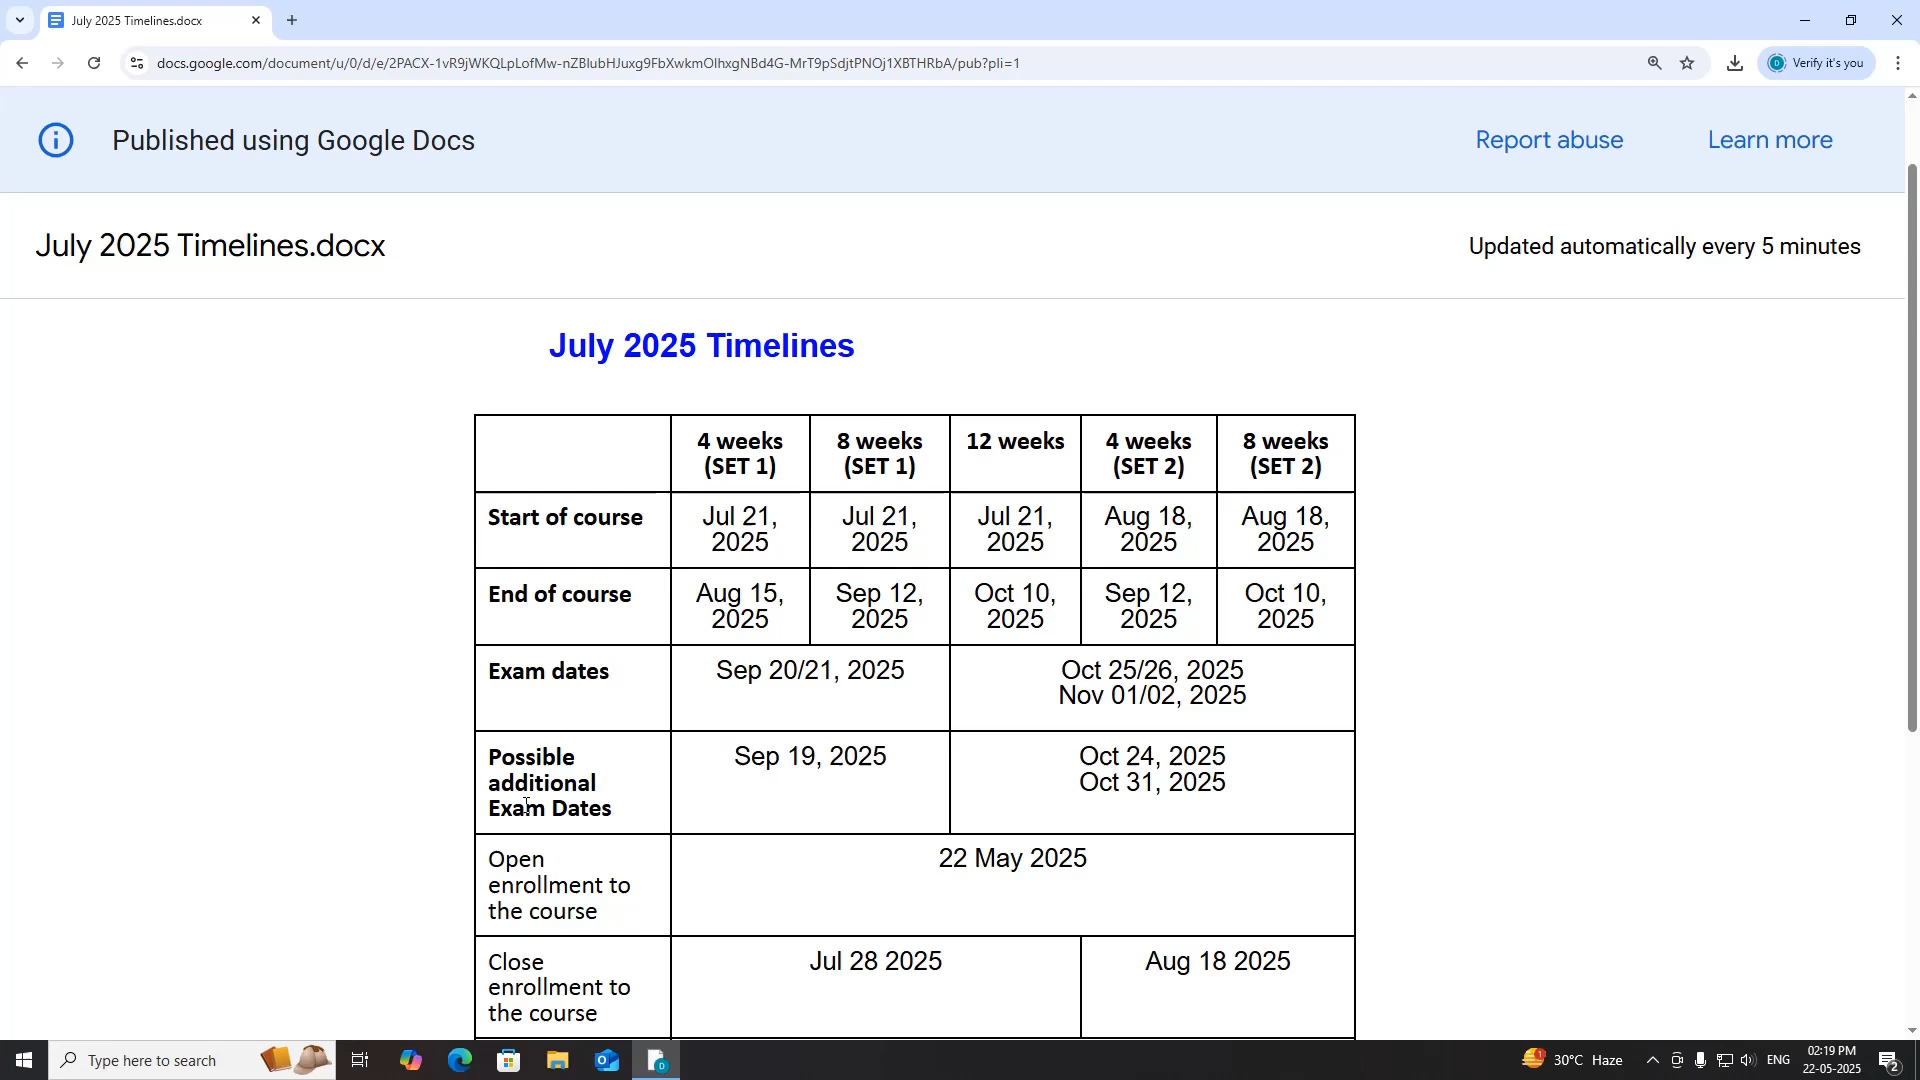 July 2025 Timelines.docx
docs.google.com/document/u/0/d/e/2PACX-1vR9jWKQLpLofMw-nZBIubHJuxg9FbXwkmOlhxgNBd4G-MrT9pSdjtPNOj1XBTHRbA/pub?pli=1
D
Verify it's you
Published using Google Docs
Report abuse
Learn more
July 2025 Timelines.docx
Updated automatically every 5 minutes
July 2025 Timelines
4 weeks (SET 1)
8 weeks (SET 1)
12 weeks
4 weeks (SET 2)
8 weeks (SET 2)
Start of course
Jul 21, 2025
Jul 21, 2025
Jul 21, 2025
Aug 18, 2025
Aug 18, 2025
End of course
Aug 15, 2025
Sep 12, 2025
Oct 10, 2025
Sep 12, 2025
Oct 10, 2025
Exam dates
Sep 20/21, 2025
Oct 25/26, 2025
Nov 01/02, 2025
Possible
additional
Exam Dates
Sep 19, 2025
Oct 24, 2025
Oct 31, 2025
Open
enrollment to
the course
22 May 2025
Close
enrollment to
the course
Jul 28 2025
Aug 18 2025
Type here to search
D
1
30°C Haze
ENG
02:19 PM
22-05-2025
2